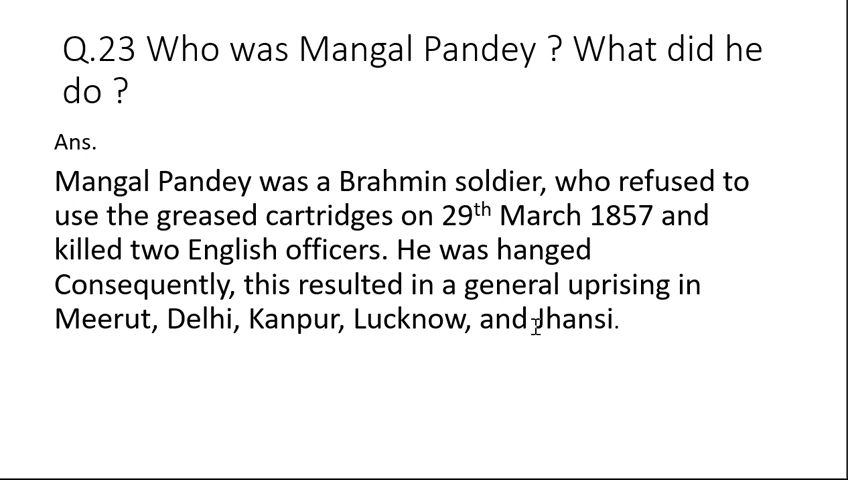 Q.23 Who was Mangal Pandey ? What did he
do ?
Ans.
Mangal Pandey was a Brahmin soldier, who refused to
use the greased cartridges on 29th March 1857 and
killed two English officers. He was hanged
Consequently, this resulted in a general uprising in
Meerut, Delhi, Kanpur, Lucknow, and Jhansi.